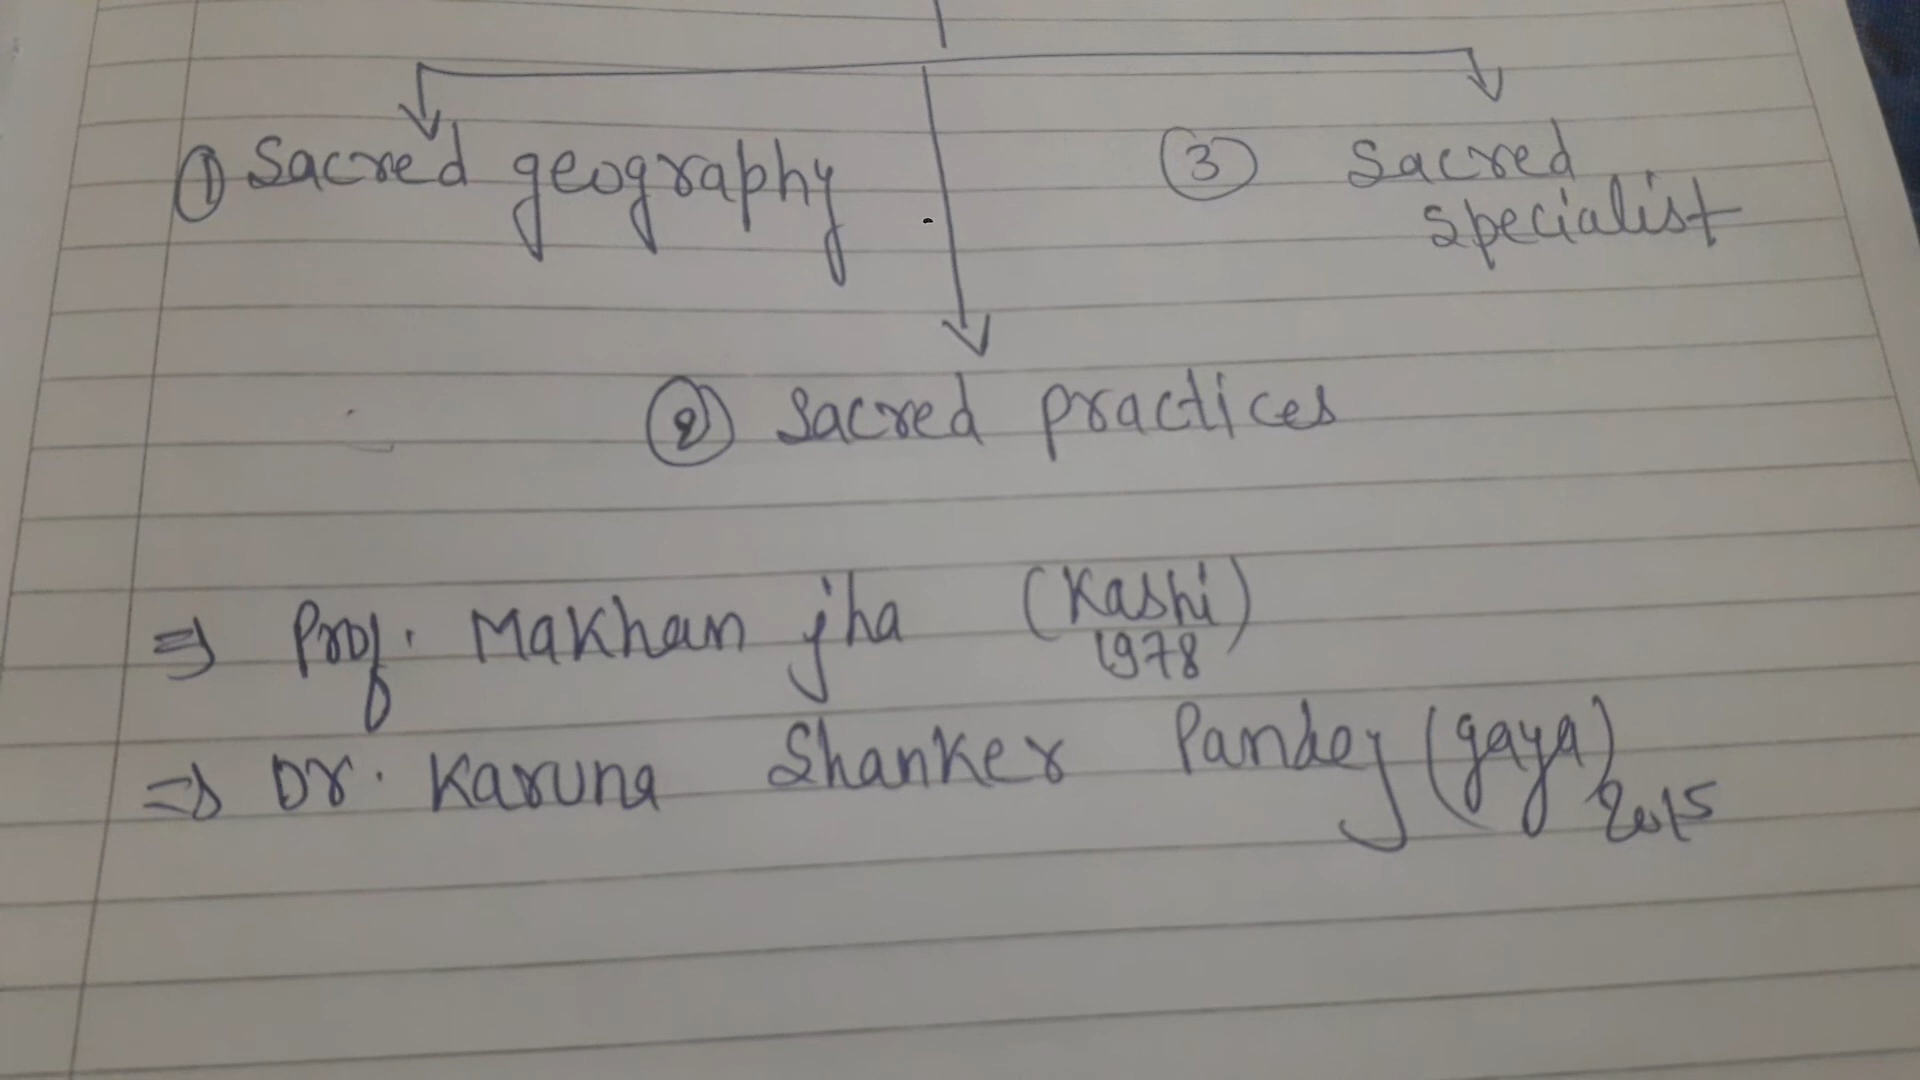 ① Sacred geography
③ Sacred
specialist
② Sacred practices
⇒ Prof. Makhan jha (Kashi)
1978
⇒ Dr. Karuna Shanker Pandey (gaya)
2015